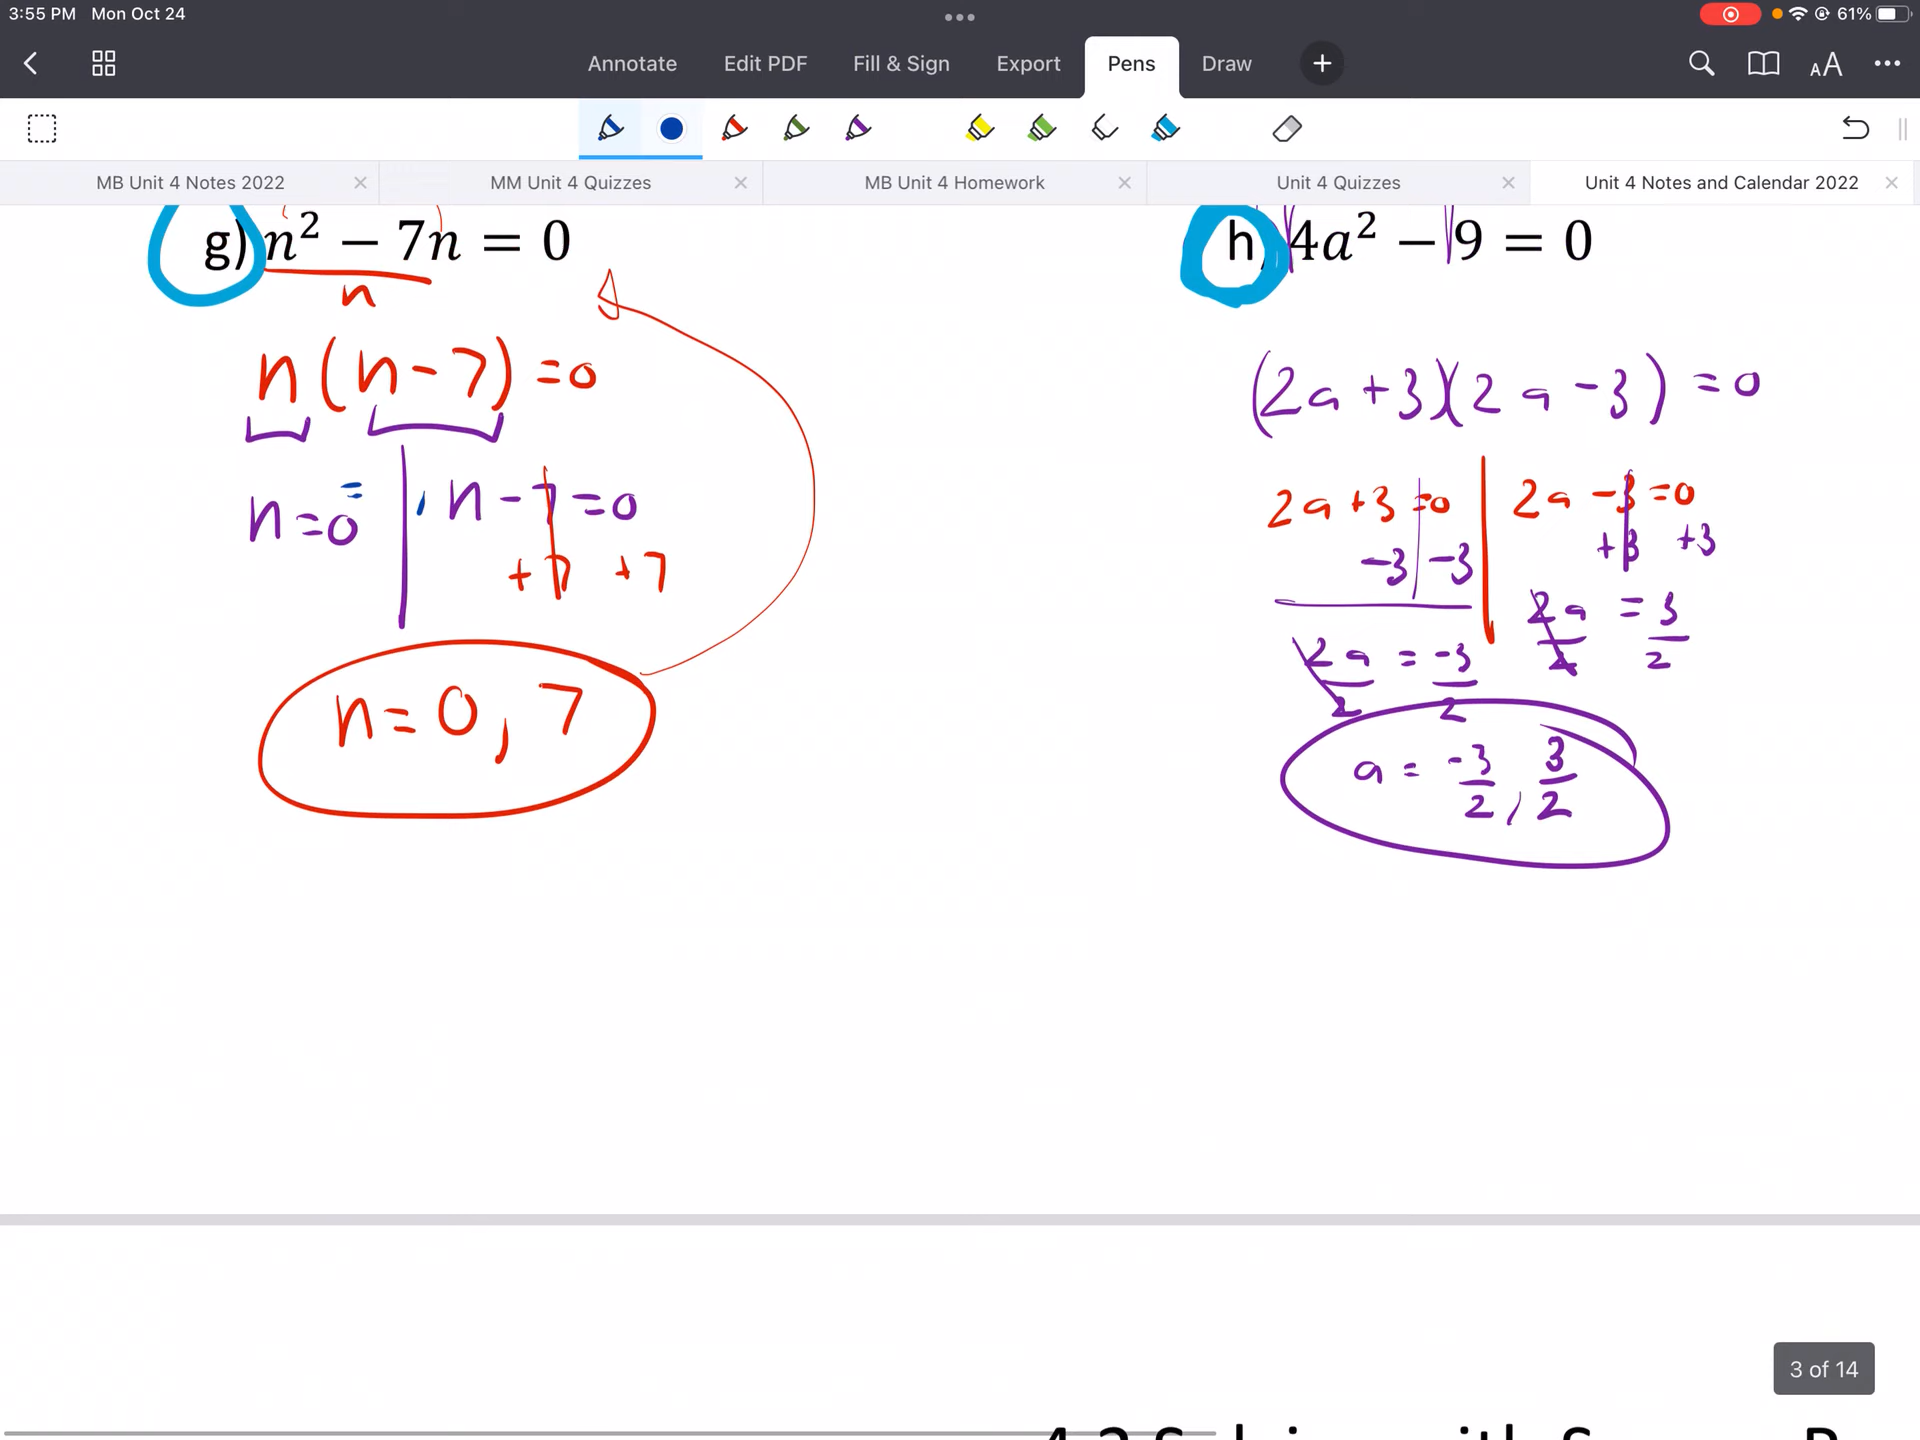 3:55 PM Mon Oct 24
61%
Annotate Edit PDF Fill & Sign Export Pens Draw
AA
MB Unit 4 Notes 2022
MM Unit 4 Quizzes
MB Unit 4 Homework
Unit 4 Quizzes
Unit 4 Notes and Calendar 2022
g) n² − 7n = 0
n
n(n-7)=0
n=0
=
n-7=0
+7 +7
n=0,7
h) 4a² − 9 = 0
(2a+3)(2a-3)=0
2a+3=0
-3 -3
2a = -3
2 2
2a-3=0
+3 +3
2a = 3
2 2
a = -3/2, 3/2
3 of 14